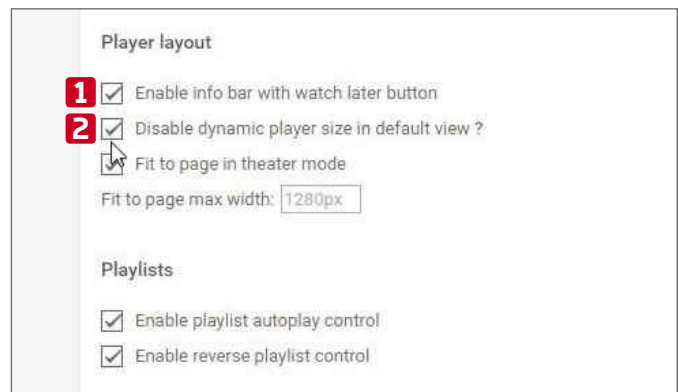 Player layout
1 Enable info bar with watch later button
2 Disable dynamic player size in default view ?
Fit to page in theater mode
Fit to page max width: 1280px
Playlists
Enable playlist autoplay control
Enable reverse playlist control